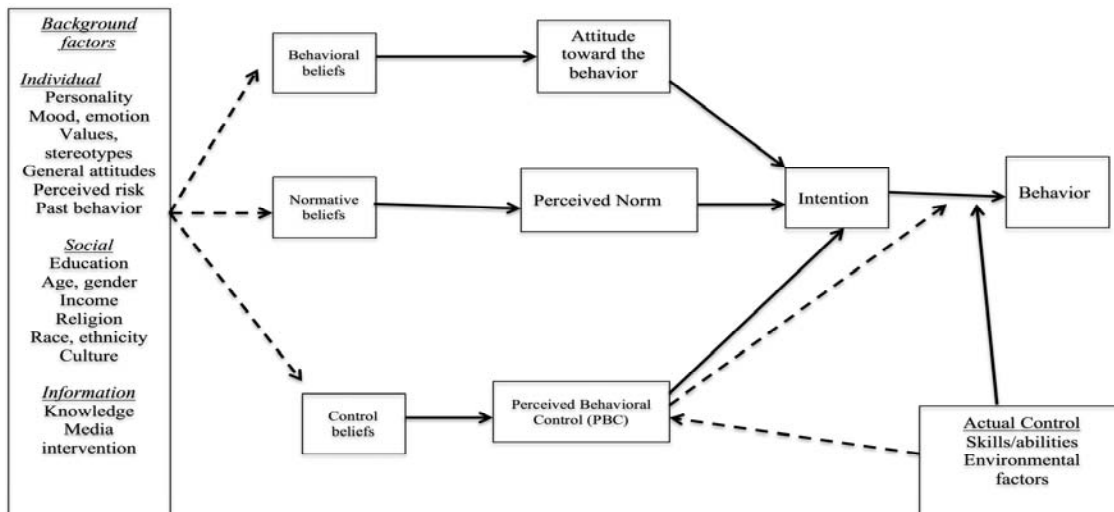 Background
factors
Individual
Personality
Mood, emotion
Values,
stereotypes
General attitudes
Perceived risk
Past behavior
Social
Education
Age, gender
Income
Religion
Race, ethnicity
Culture
Information
Knowledge
Media
intervention
Behavioral
beliefs
Attitude
toward the
behavior
Normative
beliefs
Perceived Norm
Intention
Behavior
Control
beliefs
Perceived Behavioral
Control (PBC)
Actual Control
Skills/abilities
Environmental
factors